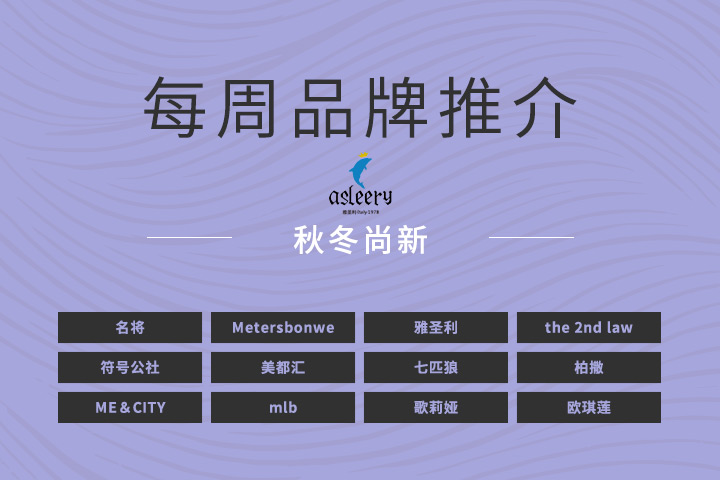 每周品牌推介
asleery
雅圣利 Italy 1978
秋冬尚新
名将 Metersbonwe 雅圣利 the 2nd law
符号公社 美都汇 七匹狼 柏撒
ME&CITY mlb 歌莉娅 欧琪莲